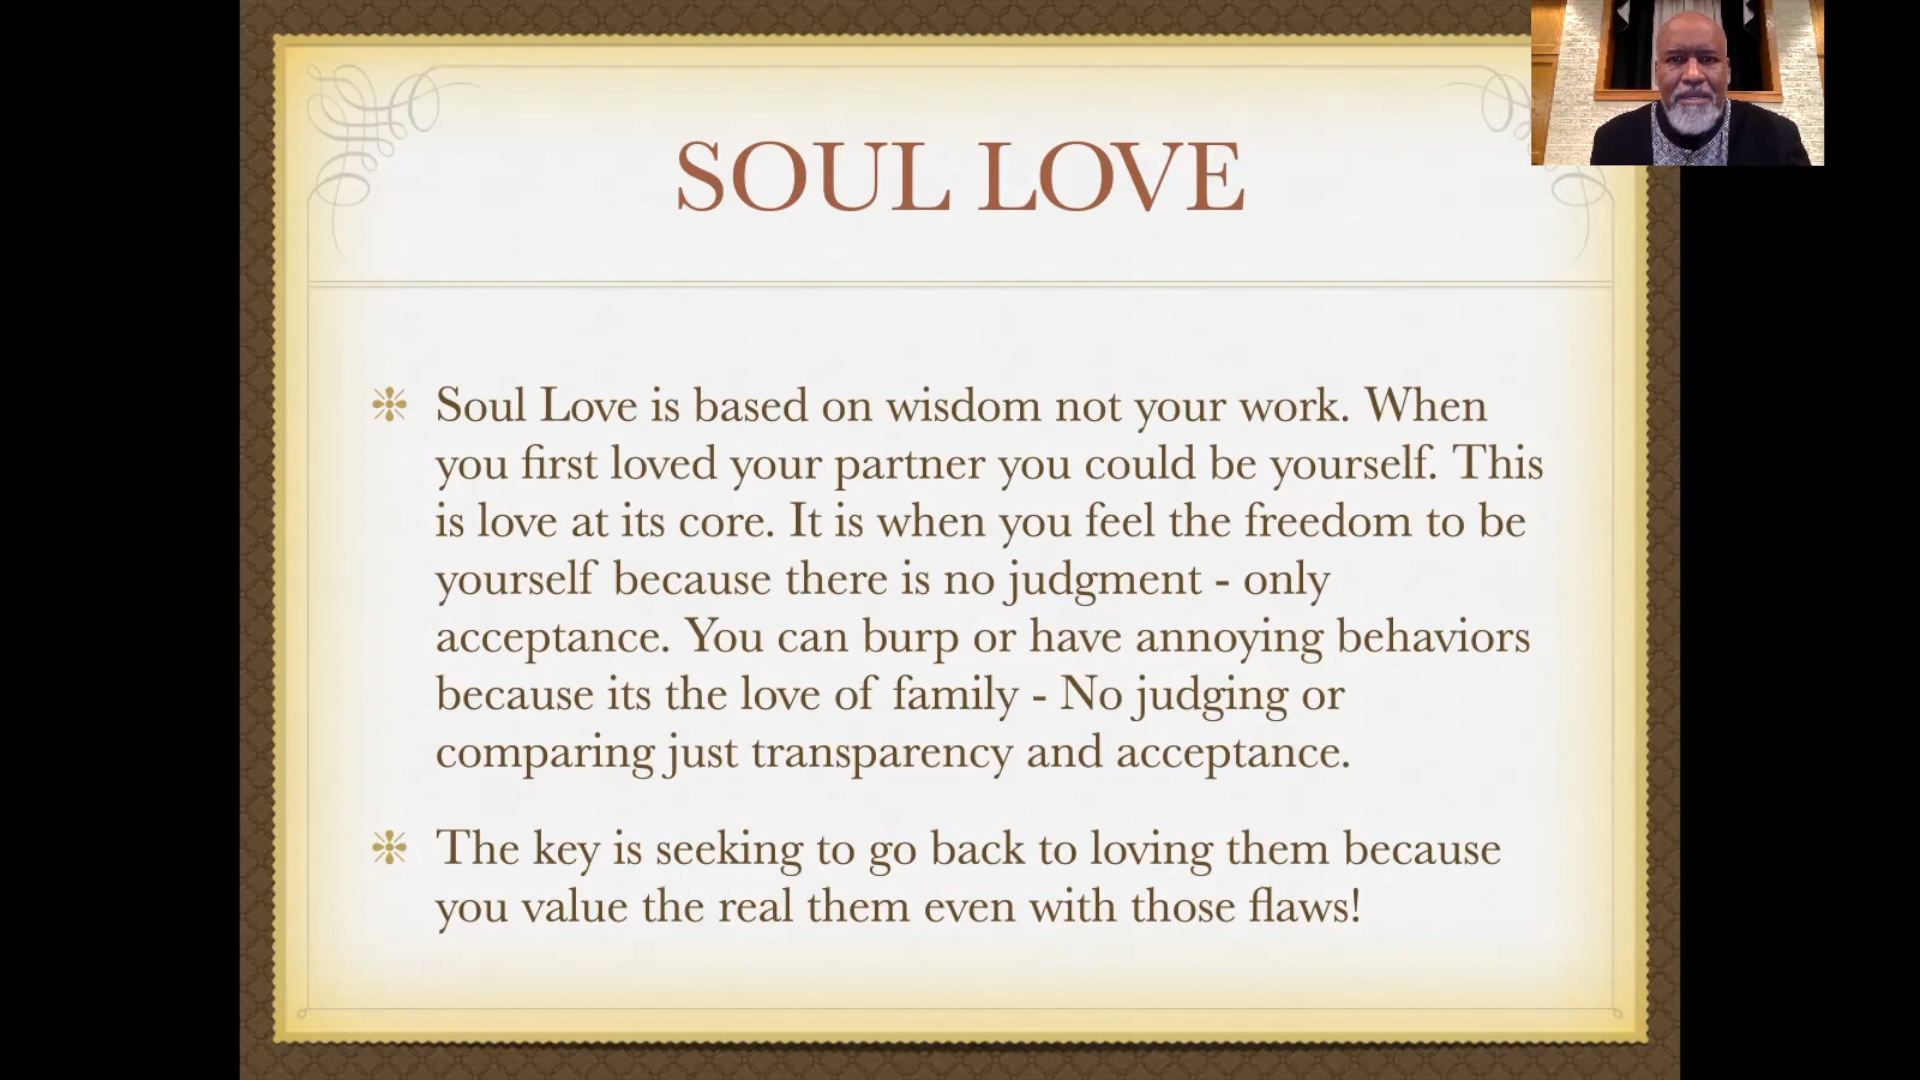 SOUL LOVE
Soul Love is based on wisdom not your work. When
you first loved your partner you could be yourself. This
is love at its core. It is when you feel the freedom to be
yourself because there is no judgment - only
acceptance. You can burp or have annoying behaviors
because its the love of family - No judging or
comparing just transparency and acceptance.
The key is seeking to go back to loving them because
you value the real them even with those flaws!